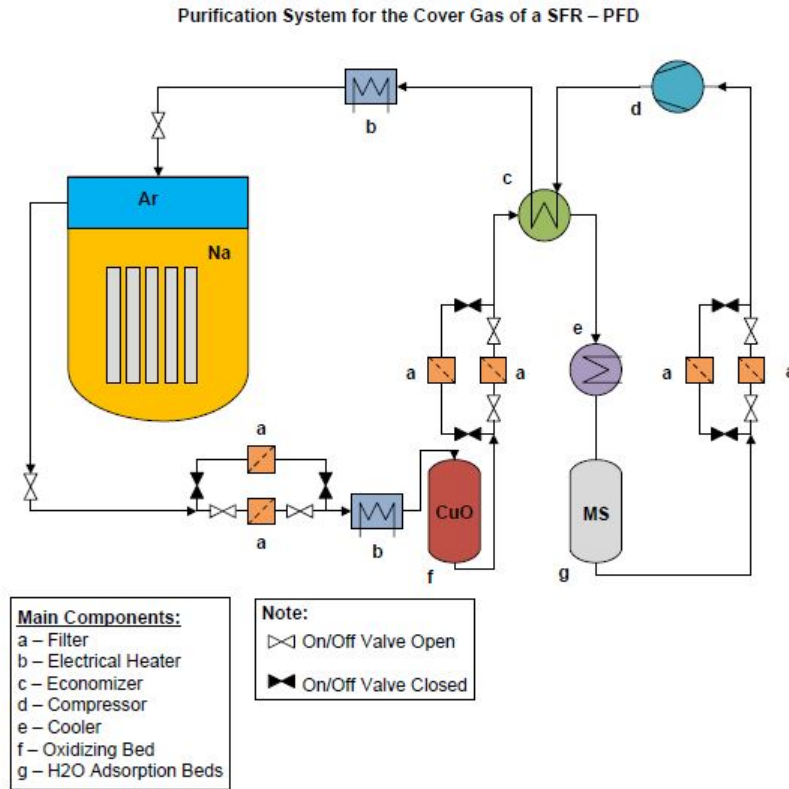 Purification System for the Cover Gas of a SFR – PFD
b
d
c
Ar
Na
e
a
a
a
a
a
a
b
CuO
MS
f
g
Main Components:
a – Filter
b – Electrical Heater
c – Economizer
d – Compressor
e – Cooler
f – Oxidizing Bed
g – H2O Adsorption Beds
Note:
On/Off Valve Open
On/Off Valve Closed